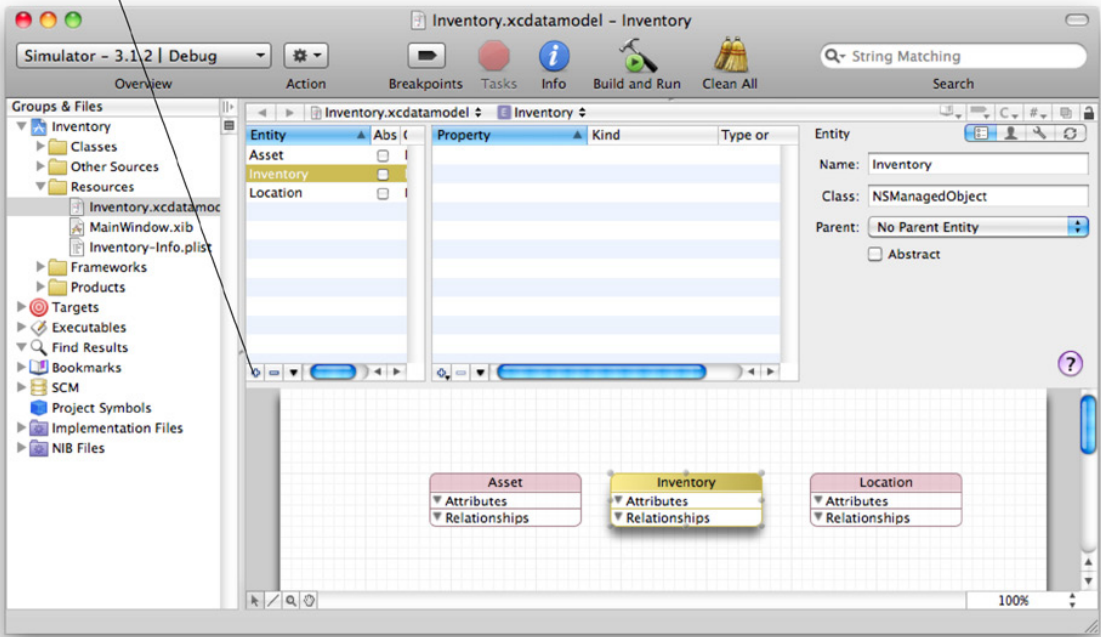 Inventory.xcdatamodel – Inventory
Simulator – 3.1.2 | Debug
String Matching
Overview
Action
Breakpoints
Tasks
Info
Build and Run
Clean All
Search
Groups & Files
Inventory
Classes
Other Sources
Resources
Inventory.xcdatamoc
MainWindow.xib
Inventory-Info.plist
Frameworks
Products
Targets
Executables
Find Results
Bookmarks
SCM
Project Symbols
Implementation Files
NIB Files
Inventory.xcdatamodel
Inventory
C
#
Entity
Abs
Asset
Inventory
Location
Property
Kind
Type or
Entity
Name: Inventory
Class: NSManagedObject
Parent: No Parent Entity
Abstract
?
Asset
Attributes
Relationships
Inventory
Attributes
Relationships
Location
Attributes
Relationships
100%